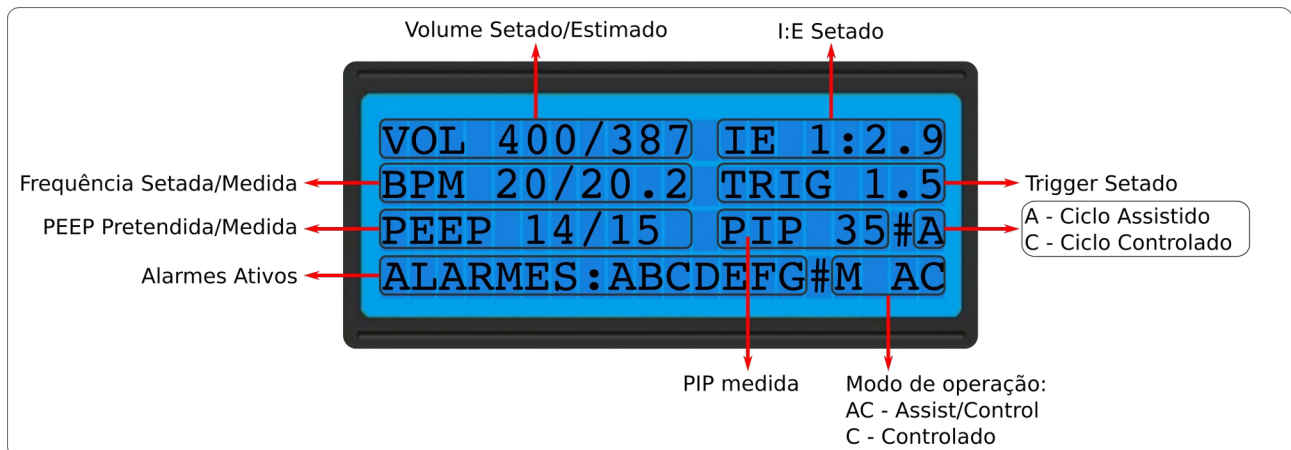 Volume Setado/Estimado
I:E Setado
VOL 400/387 IE 1:2.9
Frequência Setada/Medida
BPM 20/20.2 TRIG 1.5
Trigger Setado
PEEP Pretendida/Medida
PEEP 14/15 PIP 35#A
A - Ciclo Assistido
C - Ciclo Controlado
Alarmes Ativos
ALARMES:ABCDEFG#M AC
PIP medida
Modo de operação:
AC - Assist/Control
C - Controlado